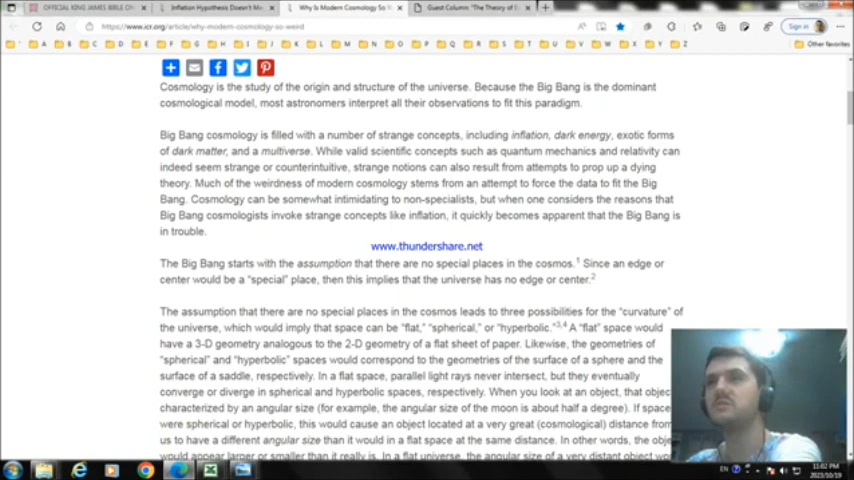 OFFICIAL KING JAMES BIBLE
Inflation Hypothesis Doesn't M
Why Is Modern Cosmology So
Guest Column: "The Theory of
https://www.icr.org/article/why-modern-cosmology-so-weird
Sign in
A B C D E F G H I J K L M N O P Q R S T U V W X Y Z Other favorites
Cosmology is the study of the origin and structure of the universe. Because the Big Bang is the dominant
cosmological model, most astronomers interpret all their observations to fit this paradigm.
Big Bang cosmology is filled with a number of strange concepts, including inflation, dark energy, exotic forms
of dark matter, and a multiverse. While valid scientific concepts such as quantum mechanics and relativity can
indeed seem strange or counterintuitive, strange notions can also result from attempts to prop up a dying
theory. Much of the weirdness of modern cosmology stems from an attempt to force the data to fit the Big
Bang. Cosmology can be somewhat intimidating to non-specialists, but when one considers the reasons that
Big Bang cosmologists invoke strange concepts like inflation, it quickly becomes apparent that the Big Bang is
in trouble.
www.thundershare.net
The Big Bang starts with the assumption that there are no special places in the cosmos.1 Since an edge or
center would be a “special” place, then this implies that the universe has no edge or center.2
The assumption that there are no special places in the cosmos leads to three possibilities for the “curvature” of
the universe, which would imply that space can be “flat,” “spherical,” or “hyperbolic.”3,4 A “flat” space would
have a 3-D geometry analogous to the 2-D geometry of a flat sheet of paper. Likewise, the geometries of
“spherical” and “hyperbolic” spaces would correspond to the geometries of the surface of a sphere and the
surface of a saddle, respectively. In a flat space, parallel light rays never intersect, but they eventually
converge or diverge in spherical and hyperbolic spaces, respectively. When you look at an object, that objec
characterized by an angular size (for example, the angular size of the moon is about half a degree). If space
were spherical or hyperbolic, this would cause an object located at a very great (cosmological) distance from
us to have a different angular size than it would in a flat space at the same distance. In other words, the obje
would appear larger or smaller than it really is. In a flat universe, the angular size of a very distant object wou
EN
11:02 PM
2023/10/19